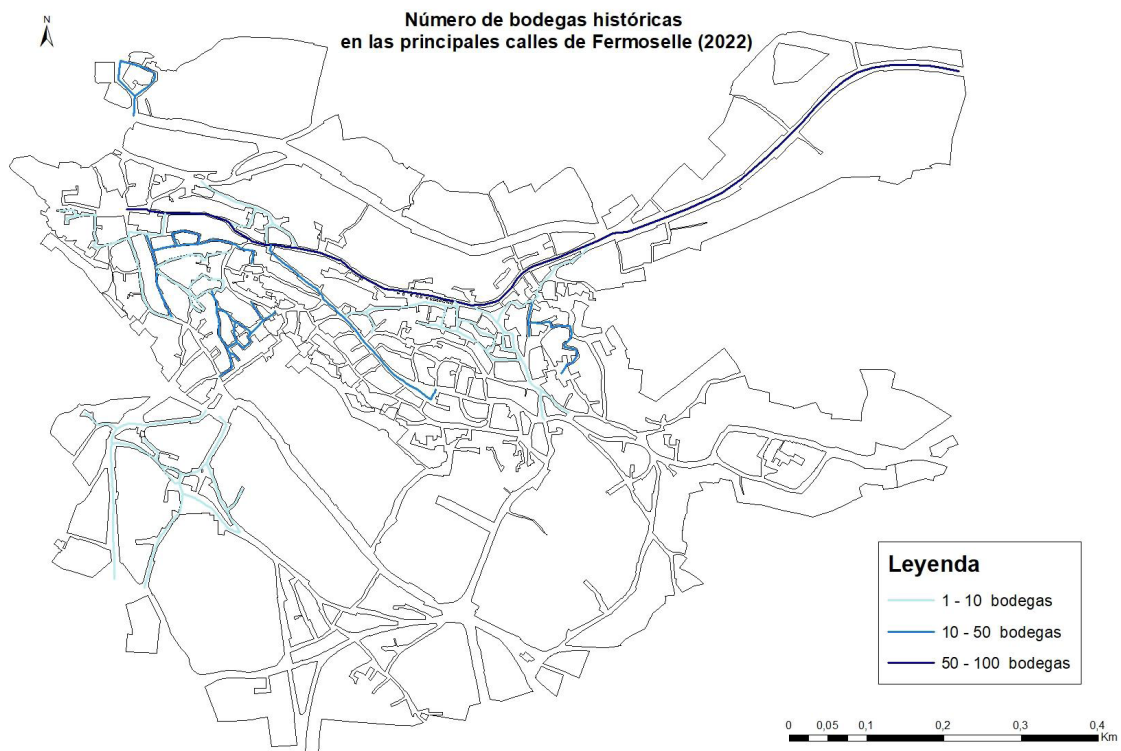 Número de bodegas históricas
en las principales calles de Fermoselle (2022)
N
Leyenda
1 - 10 bodegas
10 - 50 bodegas
50 - 100 bodegas
0 0,05 0,1 0,2 0,3 0,4
Km